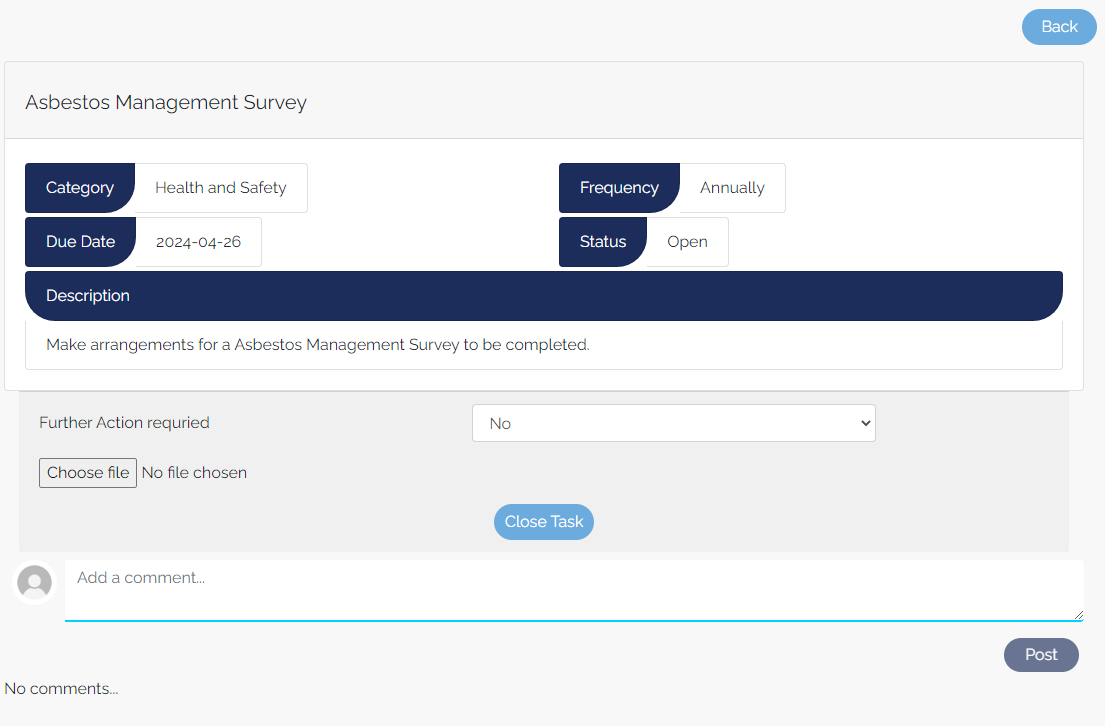 Back
Asbestos Management Survey
Category Health and Safety Frequency Annually
Due Date 2024-04-26 Status Open
Description
Make arrangements for a Asbestos Management Survey to be completed.
Further Action requried No
Choose file No file chosen
Close Task
Add a comment...
Post
No comments...